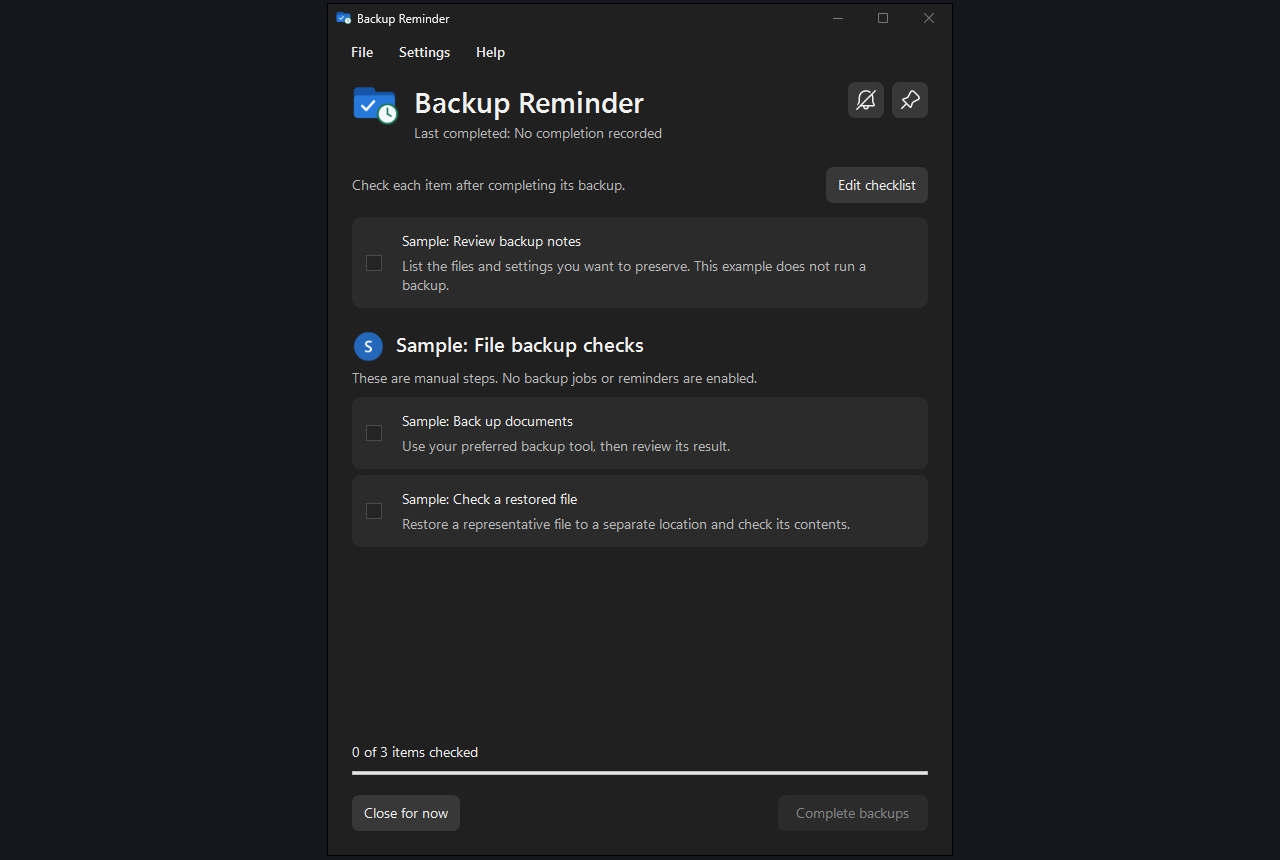 Backup Reminder
File Settings Help
Backup Reminder
Last completed: No completion recorded
Check each item after completing its backup.
Edit checklist
Sample: Review backup notes
List the files and settings you want to preserve. This example does not run a
backup.
S Sample: File backup checks
These are manual steps. No backup jobs or reminders are enabled.
Sample: Back up documents
Use your preferred backup tool, then review its result.
Sample: Check a restored file
Restore a representative file to a separate location and check its contents.
0 of 3 items checked
Close for now
Complete backups